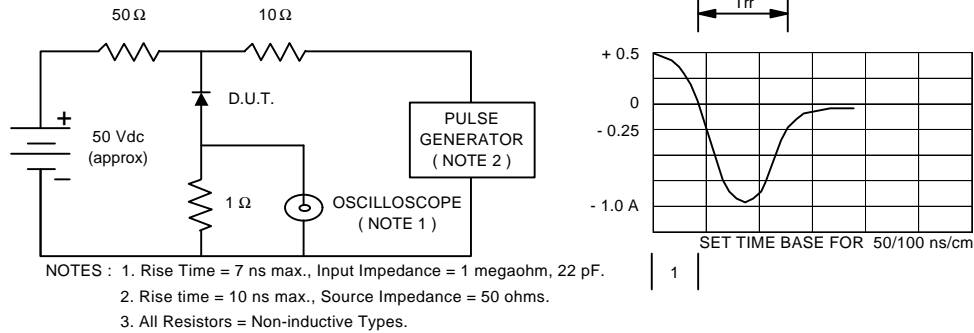 50 Ω
10 Ω
Trr
+ 0.5
D.U.T.
+
50 Vdc
(approx)
PULSE
GENERATOR
( NOTE 2 )
0
- 0.25
−
1 Ω
OSCILLOSCOPE
( NOTE 1 )
- 1.0 A
SET TIME BASE FOR 50/100 ns/cm
1
NOTES : 1. Rise Time = 7 ns max., Input Impedance = 1 megaohm, 22 pF.
2. Rise time = 10 ns max., Source Impedance = 50 ohms.
3. All Resistors = Non-inductive Types.